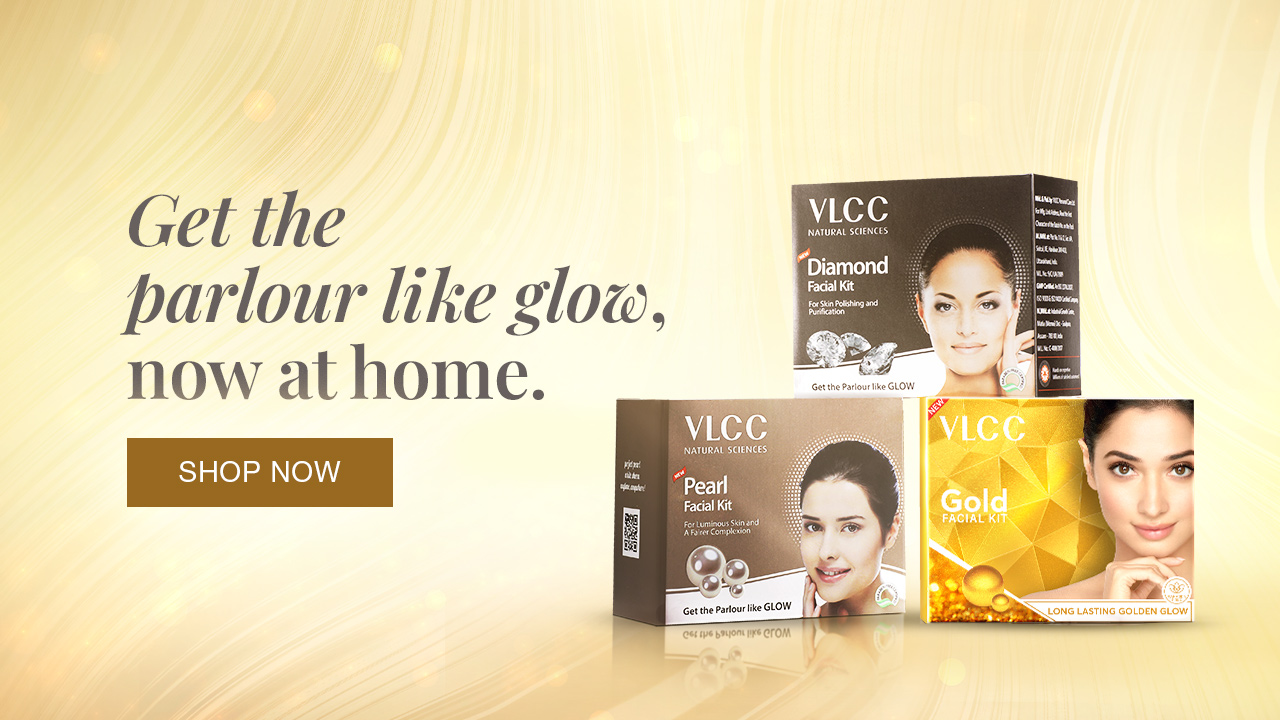 Get the
parlour like glow,
now at home.
SHOP NOW
VLCC
NATURAL SCIENCES
NEW
Diamond
Facial Kit
For Skin Polishing and
Purification
Get the Parlour like GLOW
VLCC
NATURAL SCIENCES
NEW
Pearl
Facial Kit
For Luminous Skin and
A Fairer Complexion
Get the Parlour like GLOW
NEW
VLCC
Gold
FACIAL KIT
LONG LASTING GOLDEN GLOW